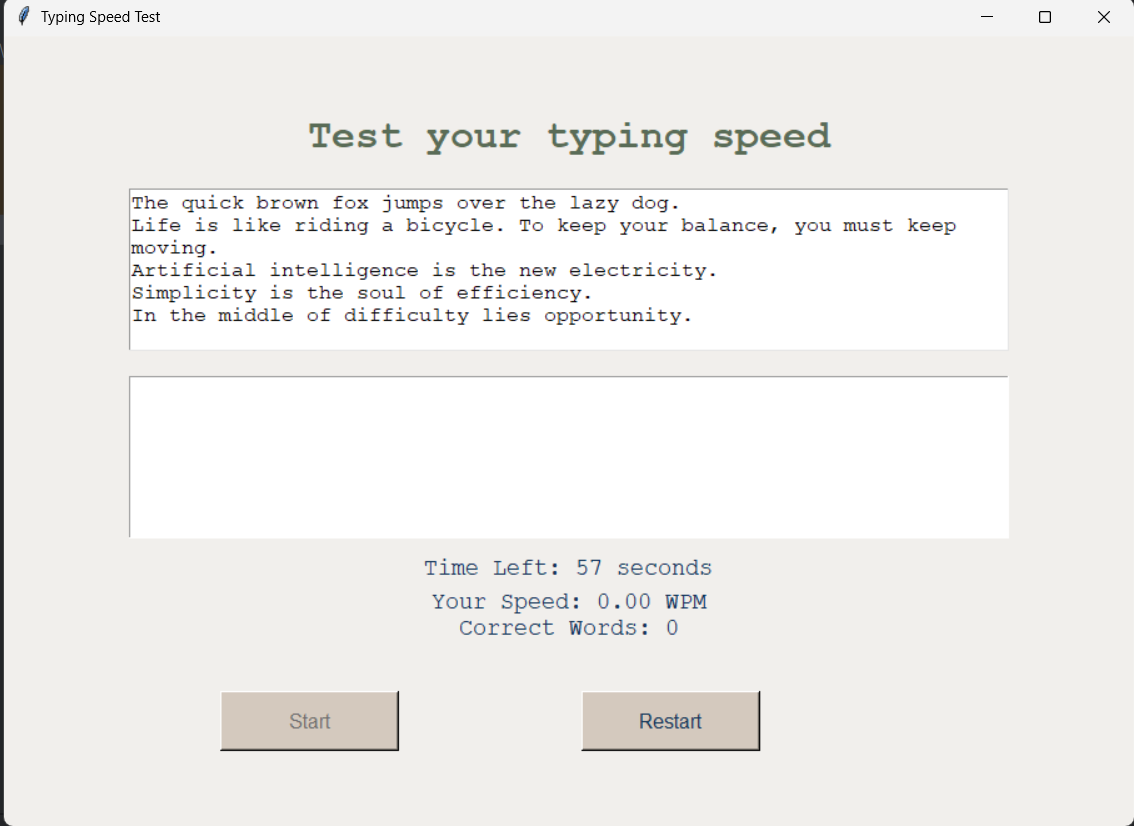 Typing Speed Test
Test your typing speed
The quick brown fox jumps over the lazy dog.
Life is like riding a bicycle. To keep your balance, you must keep
moving.
Artificial intelligence is the new electricity.
Simplicity is the soul of efficiency.
In the middle of difficulty lies opportunity.
Time Left: 57 seconds
Your Speed: 0.00 WPM
Correct Words: 0
Start
Restart